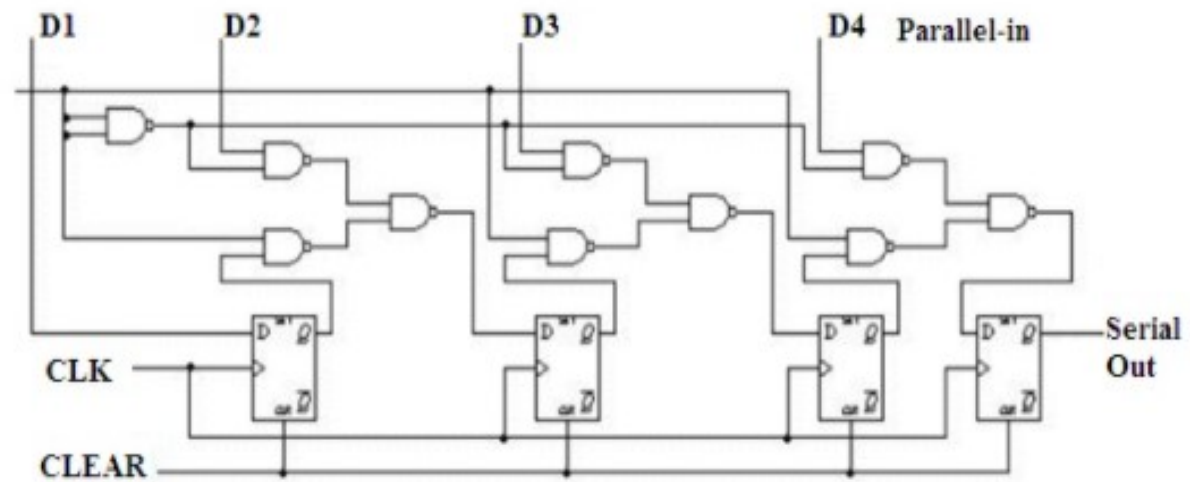 D1 D2 D3 D4 Parallel-in
D Q D Q D Q D Q
Serial
Out
CLK
Q Q Q Q
CLEAR